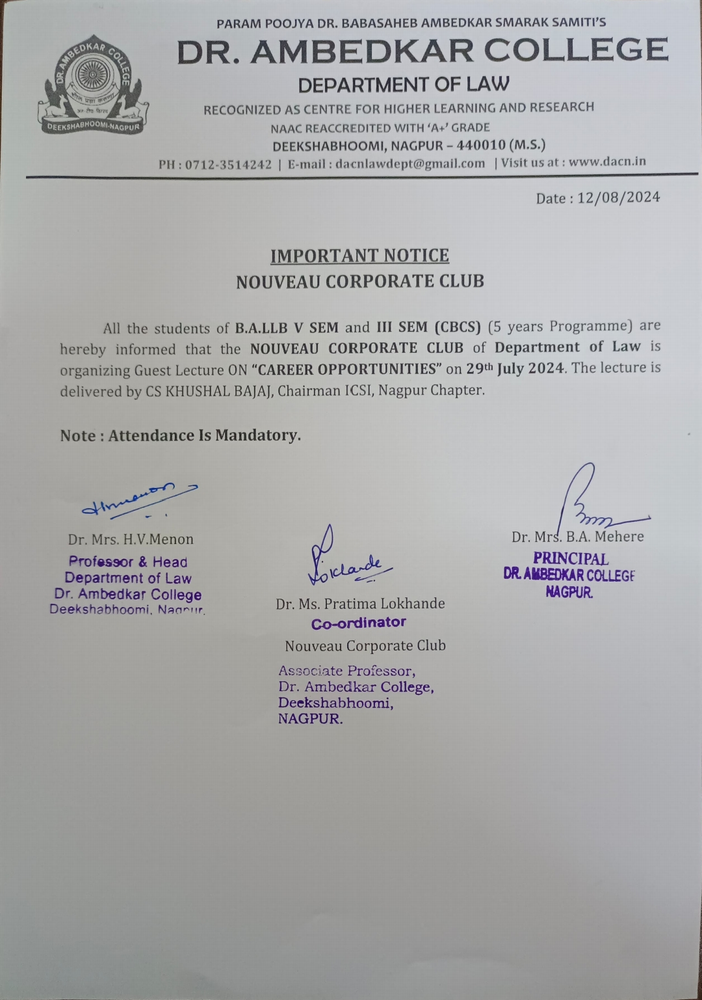 PARAM POOJYA DR. BABASAHEB AMBEDKAR SMARAK SAMITI'S
DR. AMBEDKAR COLLEGE
DR. AMBEDKAR COLLEGE
DEEKSHABHOOMI-NAGPUR
DEPARTMENT OF LAW
RECOGNIZED AS CENTRE FOR HIGHER LEARNING AND RESEARCH
NAAC REACCREDITED WITH ‘A+’ GRADE
DEEKSHABHOOMI, NAGPUR – 440010 (M.S.)
PH : 0712-3514242 | E-mail : dacnlawdept@gmail.com | Visit us at : www.dacn.in
Date : 12/08/2024
IMPORTANT NOTICE
NOUVEAU CORPORATE CLUB
All the students of B.A.LLB V SEM and III SEM (CBCS) (5 years Programme) are
hereby informed that the NOUVEAU CORPORATE CLUB of Department of Law is
organizing Guest Lecture ON “CAREER OPPORTUNITIES” on 29th July 2024. The lecture is
delivered by CS KHUSHAL BAJAJ, Chairman ICSI, Nagpur Chapter.
Note : Attendance Is Mandatory.
Hvmenon
Dr. Mrs. H.V.Menon
Professor & Head
Department of Law
Dr. Ambedkar College
Deekshabhoomi, Nagpur.
Lokhande
Dr. Ms. Pratima Lokhande
Co-ordinator
Nouveau Corporate Club
Associate Professor,
Dr. Ambedkar College,
Deekshabhoomi,
NAGPUR.
Dr. Mrs. B.A. Mehere
PRINCIPAL
DR. AMBEDKAR COLLEGE
NAGPUR.